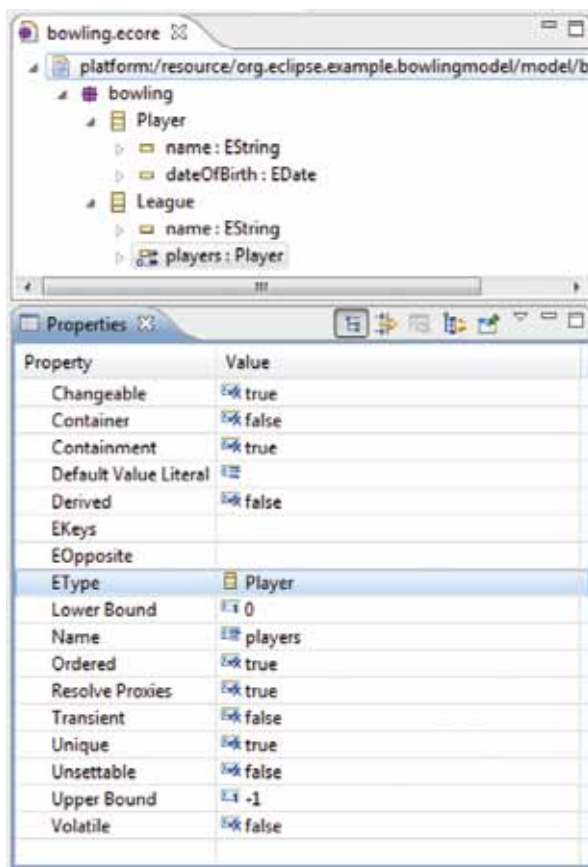 bowling.ecore
platform:/resource/org.eclipse.example.bowlingmodel/model/b
bowling
Player
name : EString
dateOfBirth : EDate
League
name : EString
players : Player
Properties
Property Value
Changeable true
Container false
Containment true
Default Value Literal
Derived false
EKeys
EOpposite
EType Player
Lower Bound 0
Name players
Ordered true
Resolve Proxies true
Transient false
Unique true
Unsettable false
Upper Bound -1
Volatile false